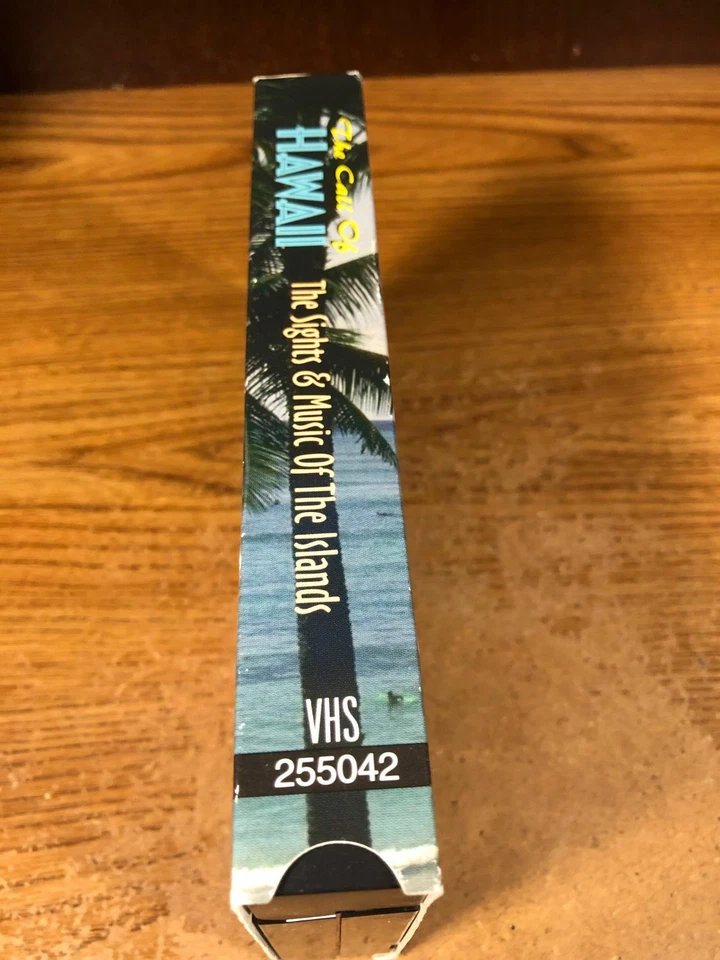 The Call Of
HAWAII
The Sights & Music Of The Islands
VHS
255042